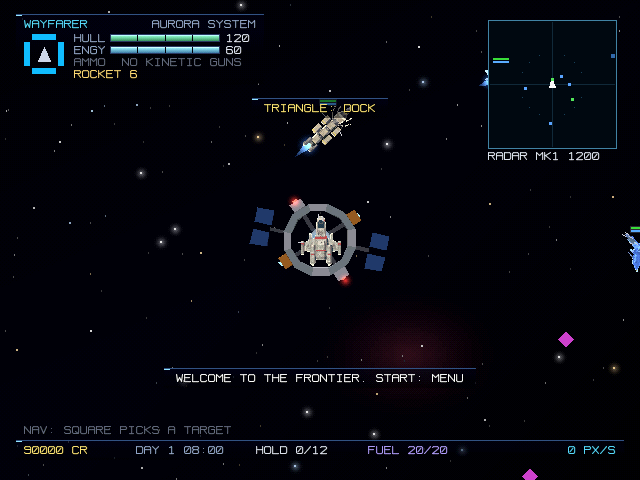 WAYFARER AURORA SYSTEM
HULL 120
ENGY 60
AMMO NO KINETIC GUNS
ROCKET 6
TRIANGLE: DOCK
RADAR MK1 1200
WELCOME TO THE FRONTIER. START: MENU
NAV: SQUARE PICKS A TARGET
90000 CR DAY 1 08:00 HOLD 0/12 FUEL 20/20 0 PX/S